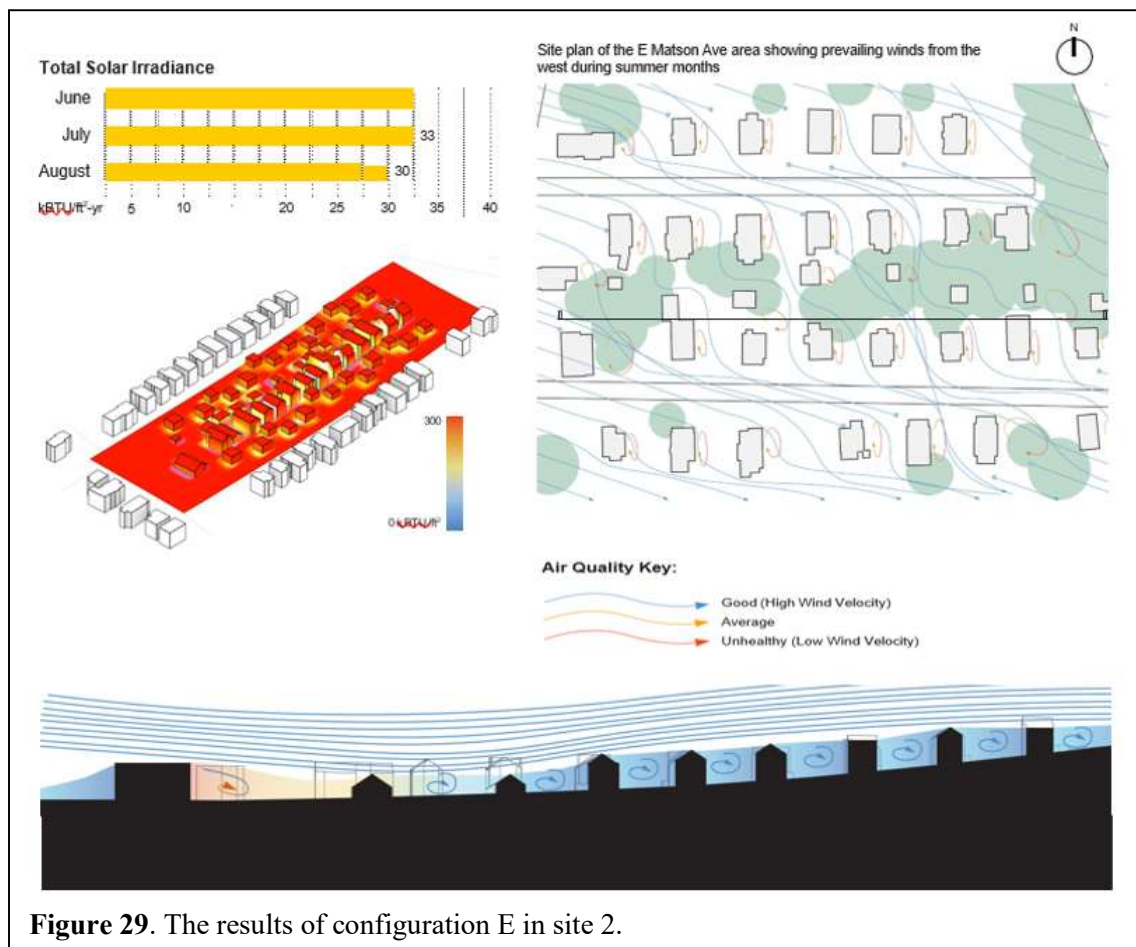 Total Solar Irradiance
June
July
33
August
30
kBTU/ft²-yr 5 10 20 25 30 35 40
300
0 kBTU/ft²
Site plan of the E Matson Ave area showing prevailing winds from the
west during summer months
N
Air Quality Key:
Good (High Wind Velocity)
Average
Unhealthy (Low Wind Velocity)
Figure 29. The results of configuration E in site 2.